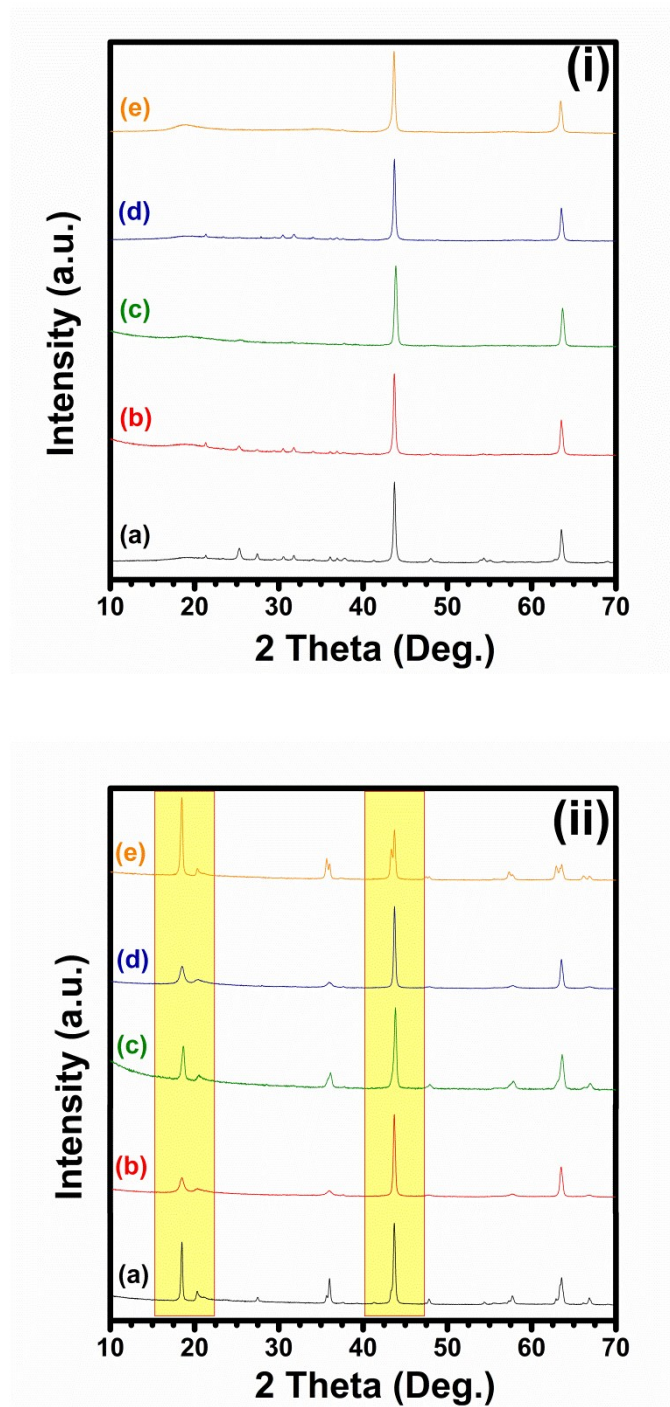 (i)
(e)
(d)
(c)
(b)
(a)
Intensity (a.u.)
10 20 30 40 50 60 70
2 Theta (Deg.)
(ii)
(e)
(d)
(c)
(b)
(a)
Intensity (a.u.)
10 20 30 40 50 60 70
2 Theta (Deg.)